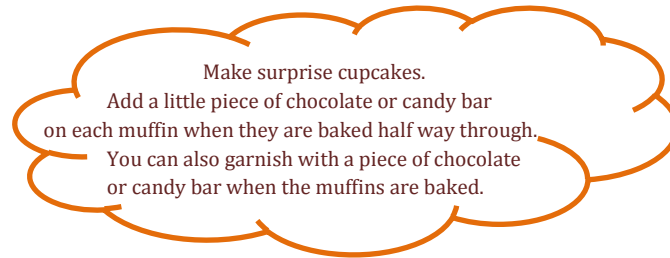 Make surprise cupcakes.
Add a little piece of chocolate or candy bar
on each muffin when they are baked half way through.
You can also garnish with a piece of chocolate
or candy bar when the muffins are baked.